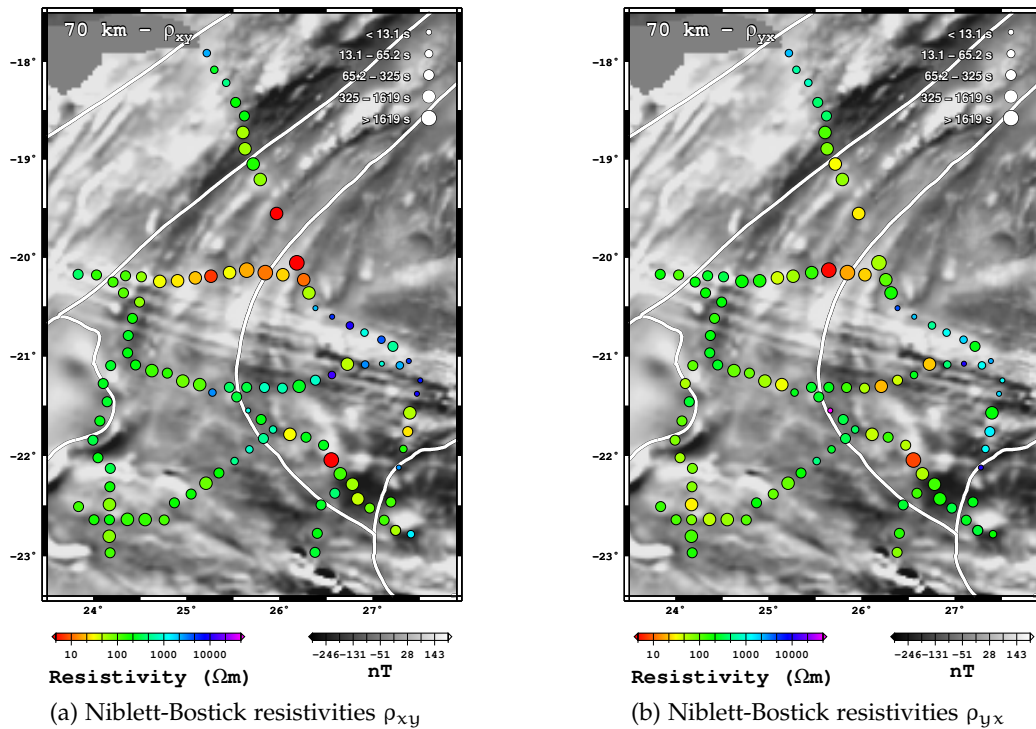 70 km – ρxy
< 13.1 s
13.1 – 65.2 s
65.2 – 325 s
325 – 1619 s
> 1619 s
−18°
−19°
−20°
−21°
−22°
−23°
24° 25° 26° 27°
10 100 1000 10000
Resistivity (Ωm)
−246 −131 −51 28 143
nT
(a) Niblett-Bostick resistivities ρxy
70 km – ρyx
< 13.1 s
13.1 – 65.2 s
65.2 – 325 s
325 – 1619 s
> 1619 s
−18°
−19°
−20°
−21°
−22°
−23°
24° 25° 26° 27°
10 100 1000 10000
Resistivity (Ωm)
−246 −131 −51 28 143
nT
(b) Niblett-Bostick resistivities ρyx